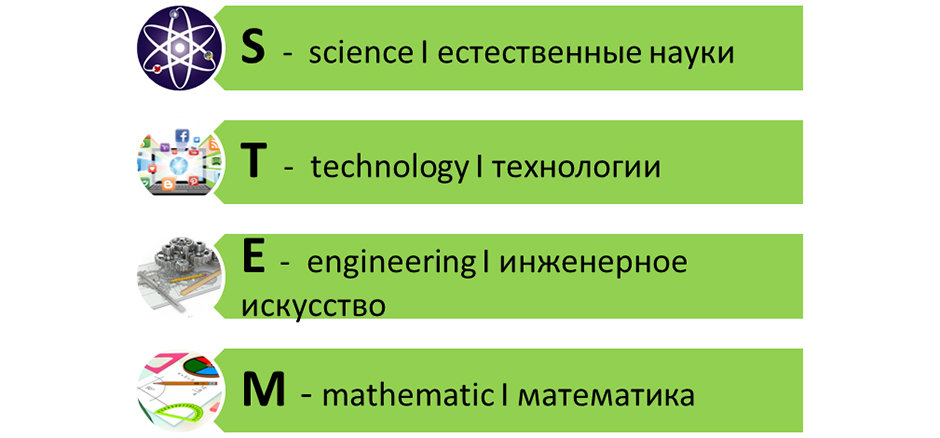 S - science I естественные науки
T - technology I технологии
E - engineering I инженерное
искусство
M - mathematic I математика